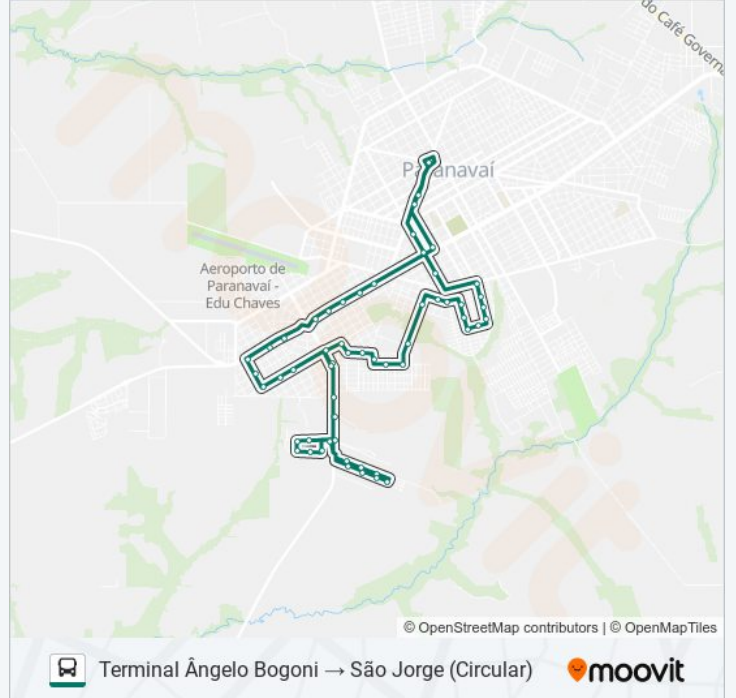 do Café Governa
Paranavaí
Aeroporto de
Paranavaí -
Edu Chaves
© OpenStreetMap contributors | © OpenMapTiles
Terminal Ângelo Bogoni → São Jorge (Circular)
moovit